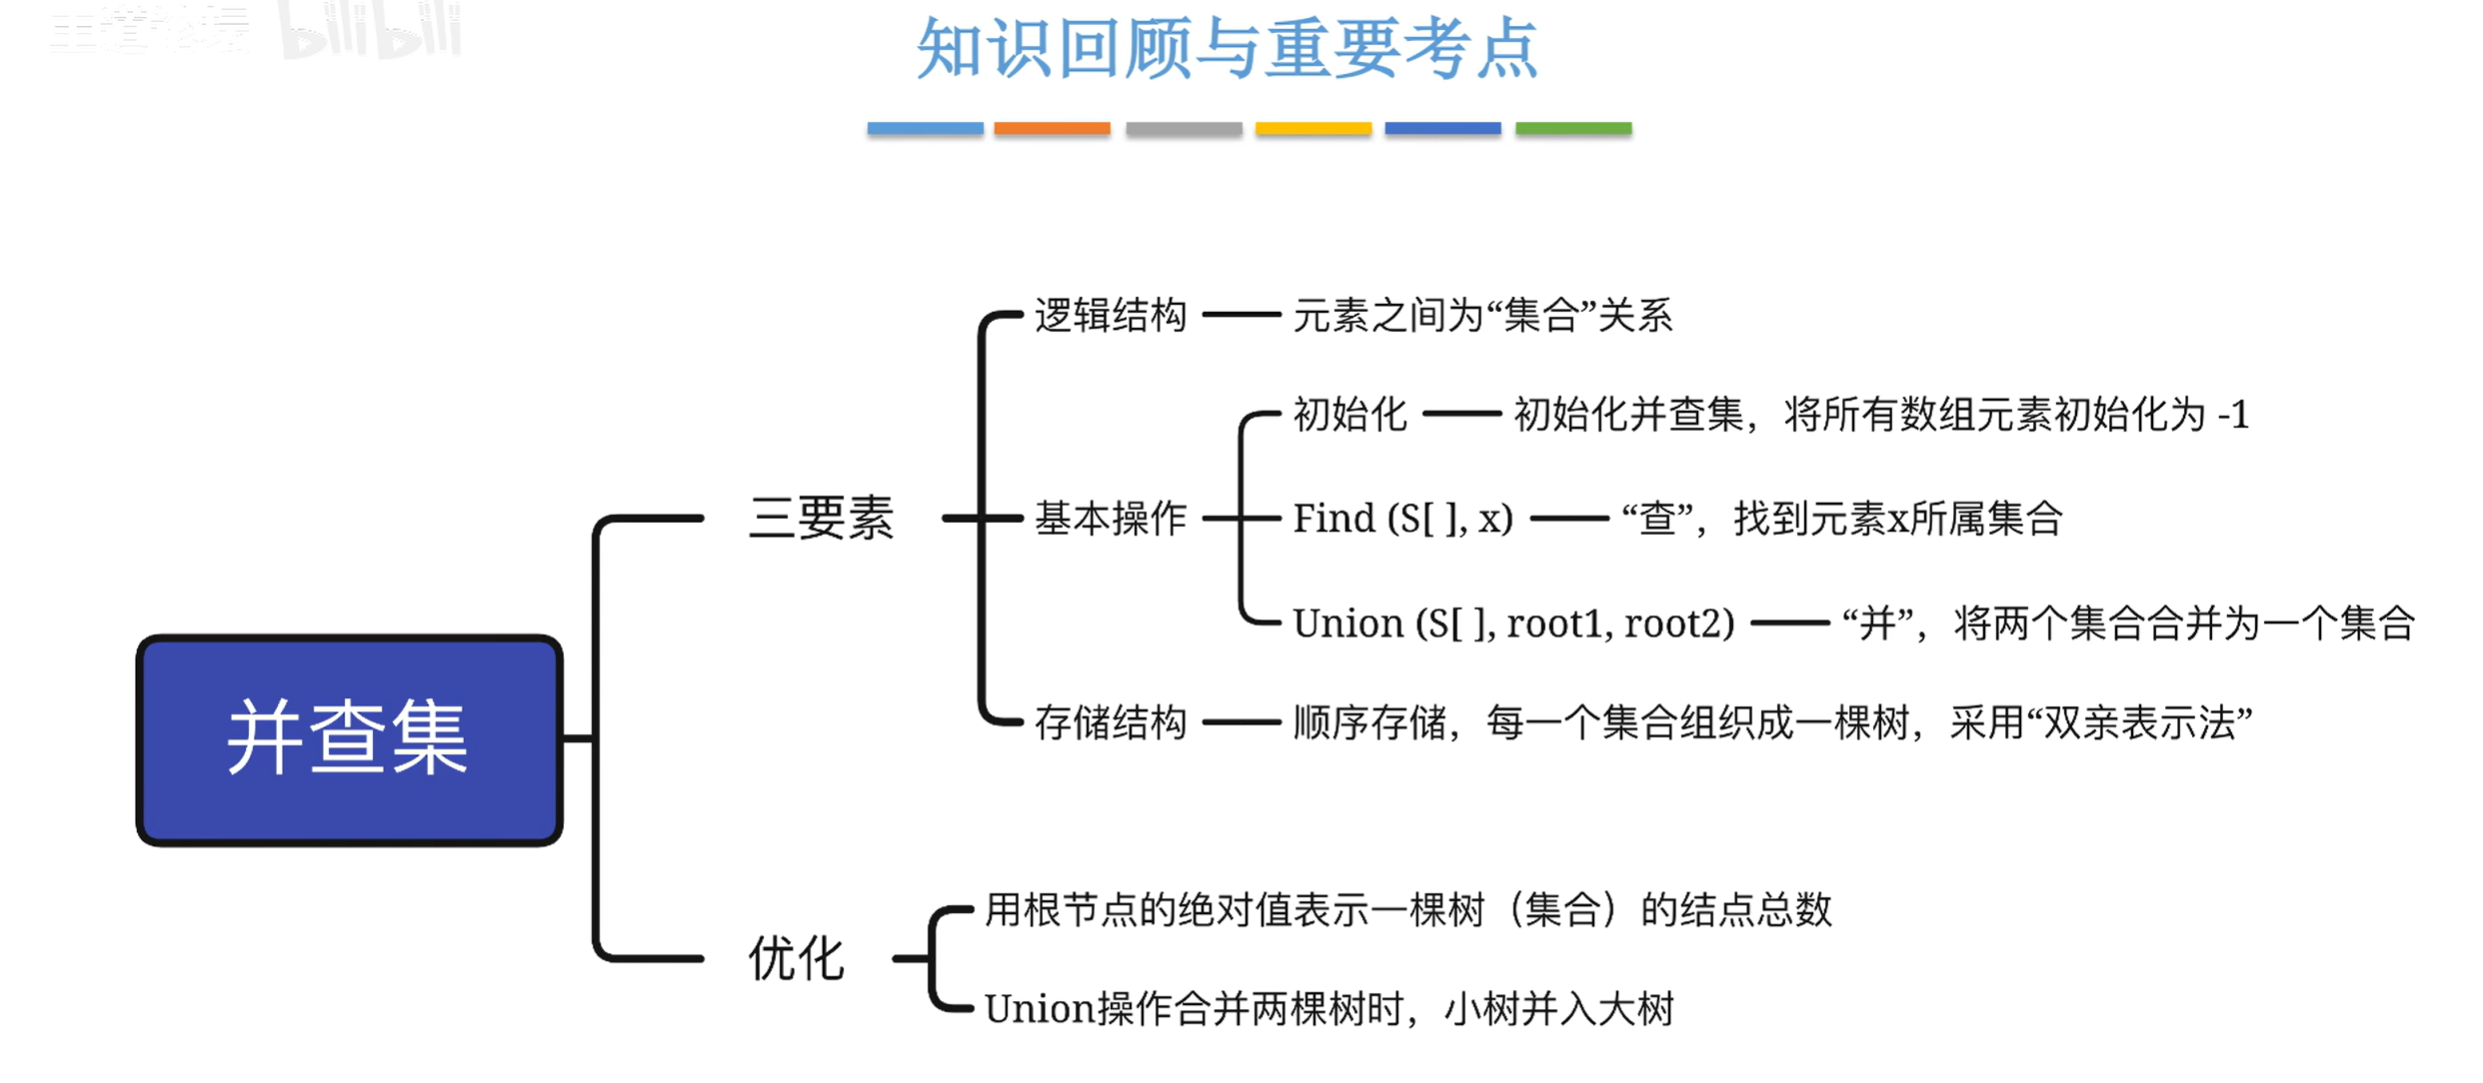 王道论坛 bilibili
知识回顾与重要考点
逻辑结构 元素之间为“集合”关系
初始化 初始化并查集，将所有数组元素初始化为 -1
三要素 基本操作 Find (S[ ], x) “查”，找到元素x所属集合
Union (S[ ], root1, root2) “并”，将两个集合合并为一个集合
存储结构 顺序存储，每一个集合组织成一棵树，采用“双亲表示法”
并查集
用根节点的绝对值表示一棵树（集合）的结点总数
优化
Union操作合并两棵树时，小树并入大树